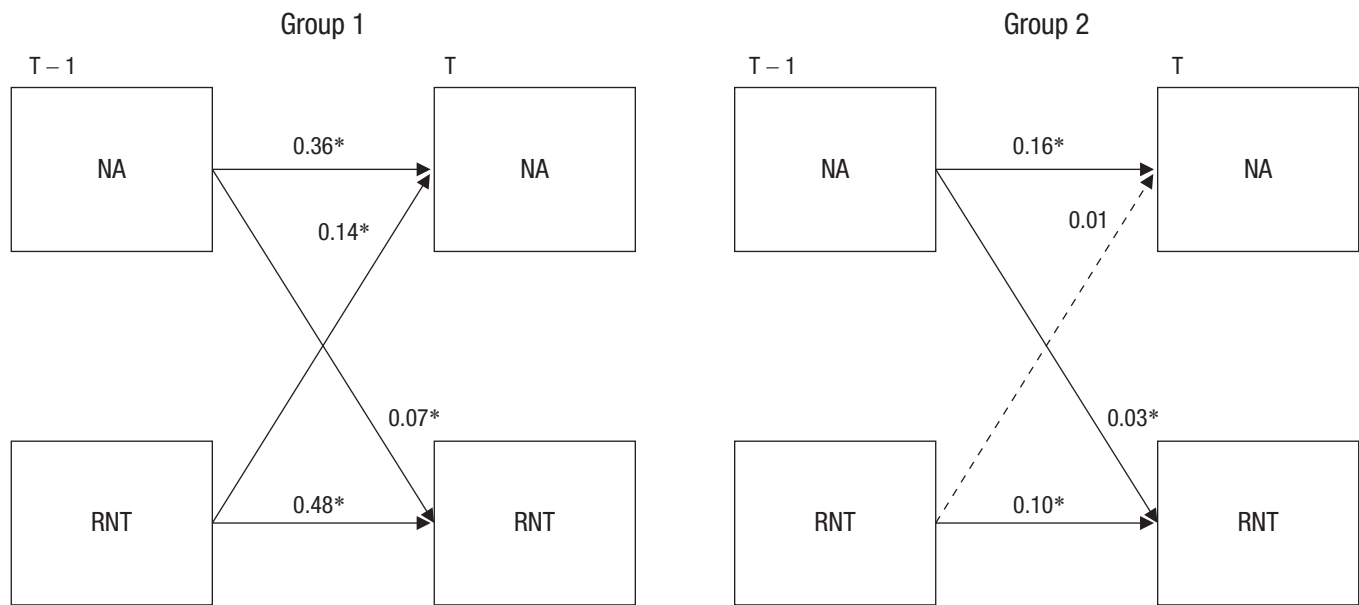 Group 1
T – 1
T
NA
0.36*
NA
0.14*
0.07*
RNT
0.48*
RNT
Group 2
T – 1
T
NA
0.16*
NA
0.01
0.03*
RNT
0.10*
RNT